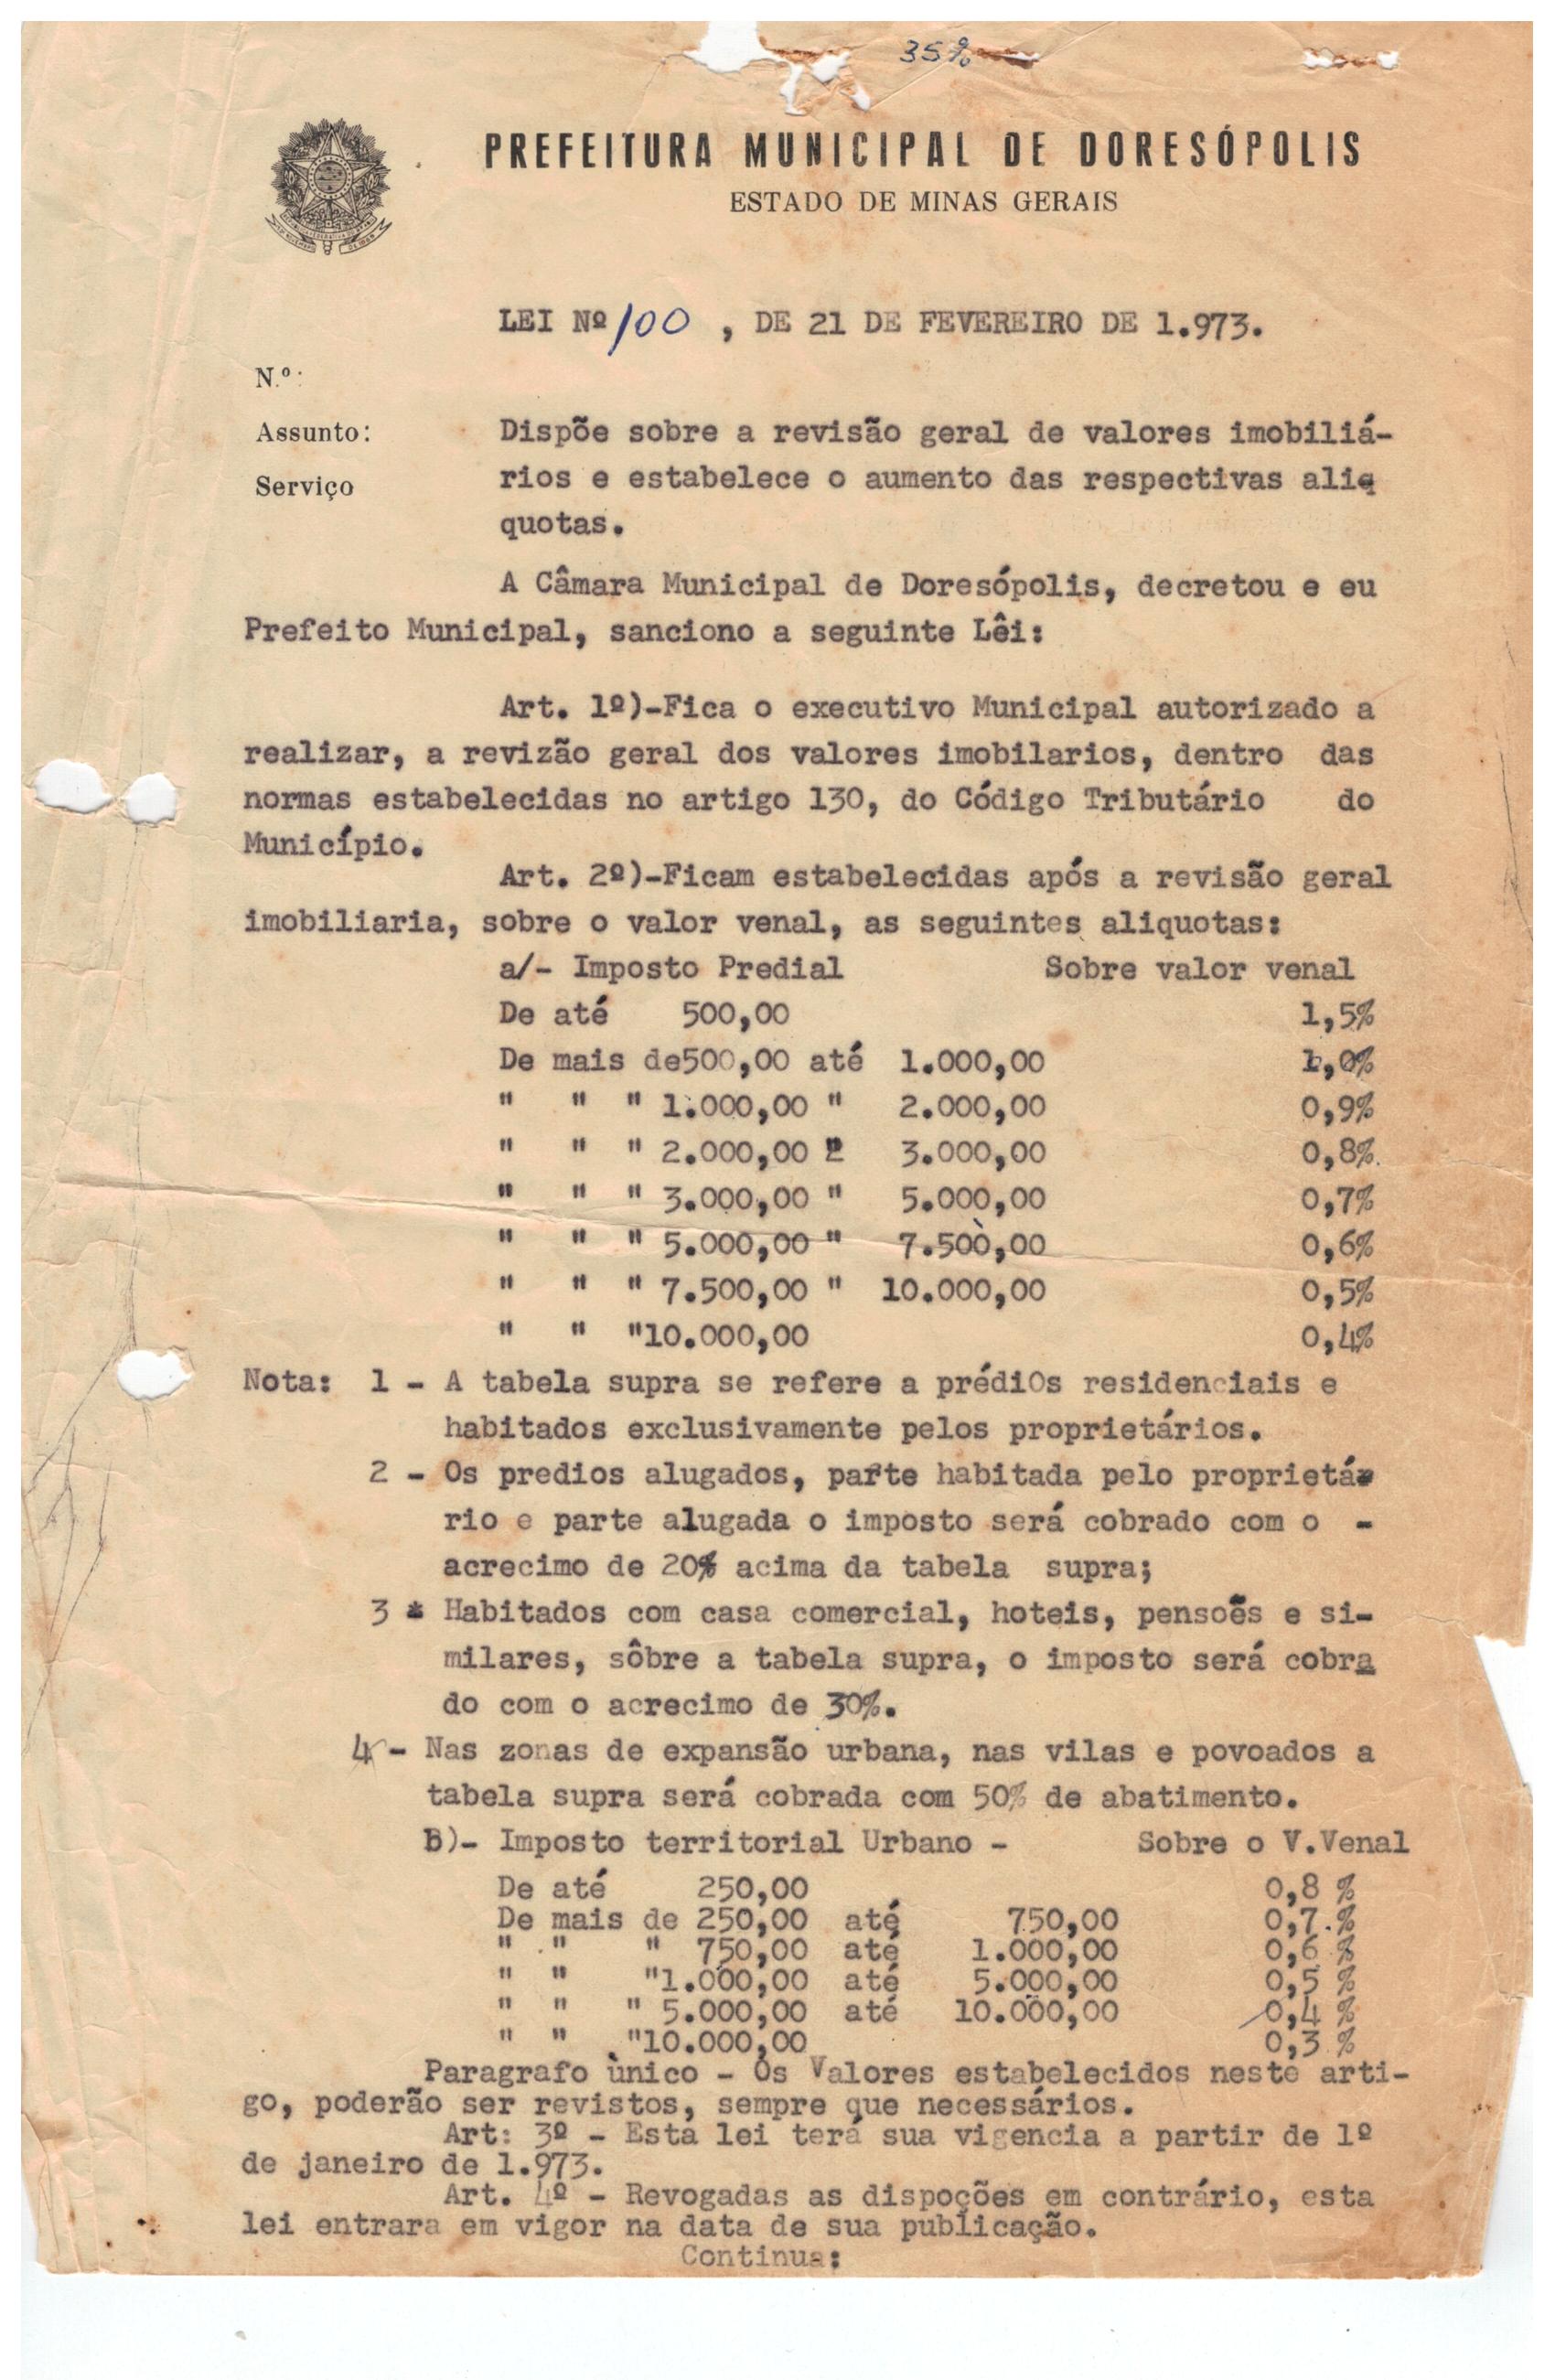 35%
PREFEITURA MUNICIPAL DE DORESÓPOLIS
ESTADO DE MINAS GERAIS
LEI Nº 100 , DE 21 DE FEVEREIRO DE 1.973.
N.º:
Assunto: Dispõe sobre a revisão geral de valores imobiliá-
Serviço rios e estabelece o aumento das respectivas aliq
quotas.
A Câmara Municipal de Doresópolis, decretou e eu
Prefeito Municipal, sanciono a seguinte Lêi:
Art. 1º)-Fica o executivo Municipal autorizado a
realizar, a revizão geral dos valores imobilarios, dentro das
normas estabelecidas no artigo 130, do Código Tributário do
Município.
Art. 2º)-Ficam estabelecidas após a revisão geral
imobiliaria, sobre o valor venal, as seguintes aliquotas:
a/- Imposto Predial Sobre valor venal
De até 500,00 1,5%
De mais de500,00 até 1.000,00 1,0%
" " " 1.000,00 " 2.000,00 0,9%
" " " 2.000,00 " 3.000,00 0,8%.
" " " 3.000,00 " 5.000,00 0,7%
" " " 5.000,00 " 7.500,00 0,6%
" " " 7.500,00 " 10.000,00 0,5%
" " "10.000,00 0,4%
Nota: 1 - A tabela supra se refere a prédiOs residenciais e
habitados exclusivamente pelos proprietários.
2 - Os predios alugados, parte habitada pelo proprietá-
rio e parte alugada o imposto será cobrado com o -
acrecimo de 20% acima da tabela supra;
3 * Habitados com casa comercial, hoteis, pensoẽs e si-
milares, sôbre a tabela supra, o imposto será cobra
do com o acrecimo de 30%.
4 - Nas zonas de expansão urbana, nas vilas e povoados a
tabela supra será cobrada com 50% de abatimento.
B)- Imposto territorial Urbano - Sobre o V.Venal
De até 250,00 0,8 %
De mais de 250,00 até 750,00 0,7.%
" " " 750,00 até 1.000,00 0,6 %
" " "1.000,00 até 5.000,00 0,5 %
" " " 5.000,00 até 10.000,00 0,4 %
" " "10.000,00 0,3 %
Paragrafo ùnico - Os Valores estabelecidos neste arti-
go, poderão ser revistos, sempre que necessários.
Art: 3º - Esta lei terá sua vigencia a partir de 1º
de janeiro de 1.973.
Art. 4º - Revogadas as dispoções em contrário, esta
lei entrara em vigor na data de sua publicação.
Continua: